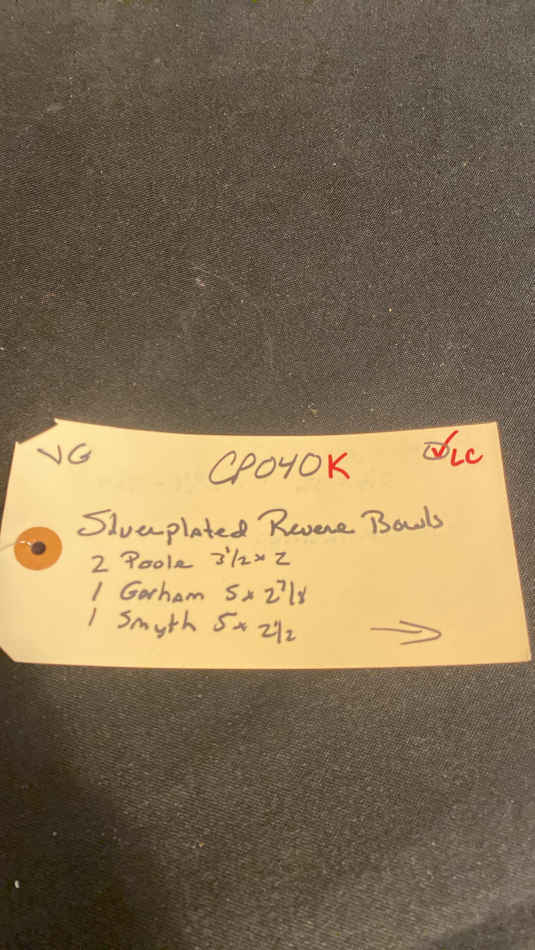 VG CP040K LC
Silverplated Revere Bowls
2 Poole 3 1/2 x 2
1 Gorham 5 x 2 7/8
1 Smyth 5 x 2 1/2